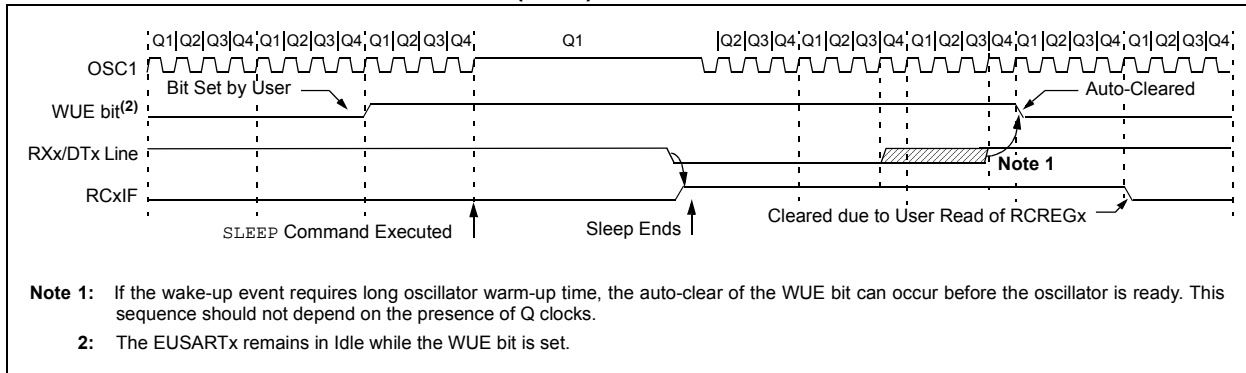 Q1 Q2 Q3 Q4 Q1 Q2 Q3 Q4 Q1 Q2 Q3 Q4 Q1 Q2 Q3 Q4 Q1 Q2 Q3 Q4 Q1 Q2 Q3 Q4 Q1 Q2 Q3 Q4
OSC1
Bit Set by User
Auto-Cleared
WUE bit(2)
RXx/DTx Line
Note 1
RCxIF
Cleared due to User Read of RCREGx
SLEEP Command Executed
Sleep Ends
Note 1: If the wake-up event requires long oscillator warm-up time, the auto-clear of the WUE bit can occur before the oscillator is ready. This
sequence should not depend on the presence of Q clocks.
2: The EUSARTx remains in Idle while the WUE bit is set.